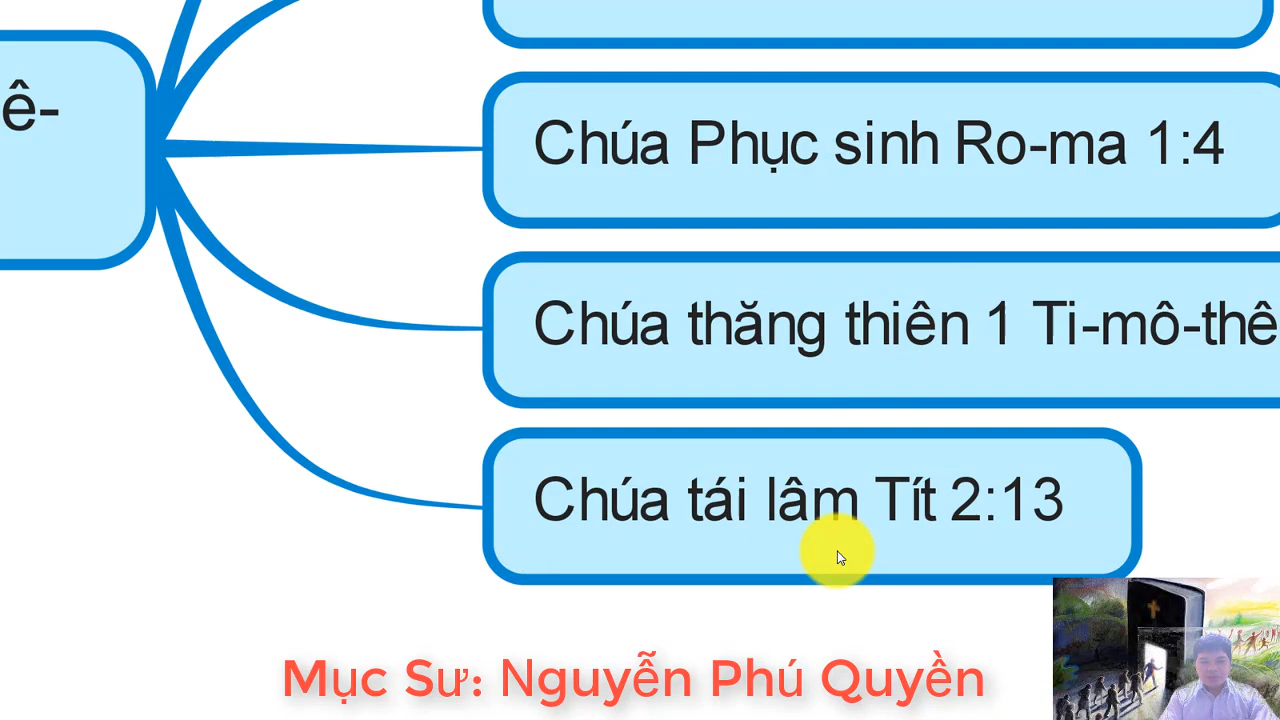 ê-
Chúa Phục sinh Ro-ma 1:4
Chúa thăng thiên 1 Ti-mô-thê
Chúa tái lâm Tít 2:13
Mục Sư: Nguyễn Phú Quyền